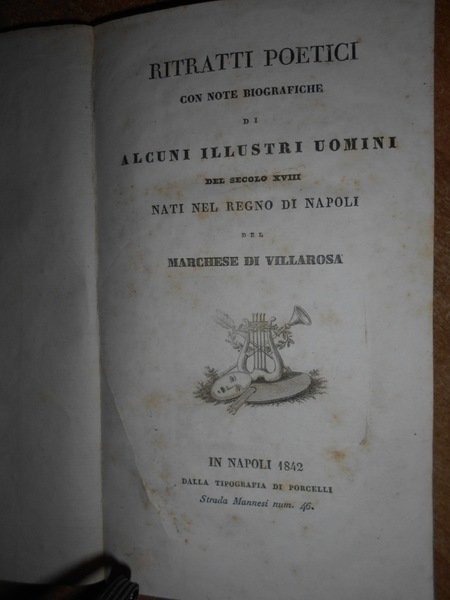 RITRATTI POETICI
CON NOTE BIOGRAFICHE
DI
ALCUNI ILLUSTRI UOMINI
DEL SECOLO XVIII
NATI NEL REGNO DI NAPOLI
DEL
MARCHESE DI VILLAROSA
IN NAPOLI 1842
DALLA TIPOGRAFIA DI PORCELLI
Strada Mannesi num. 46.